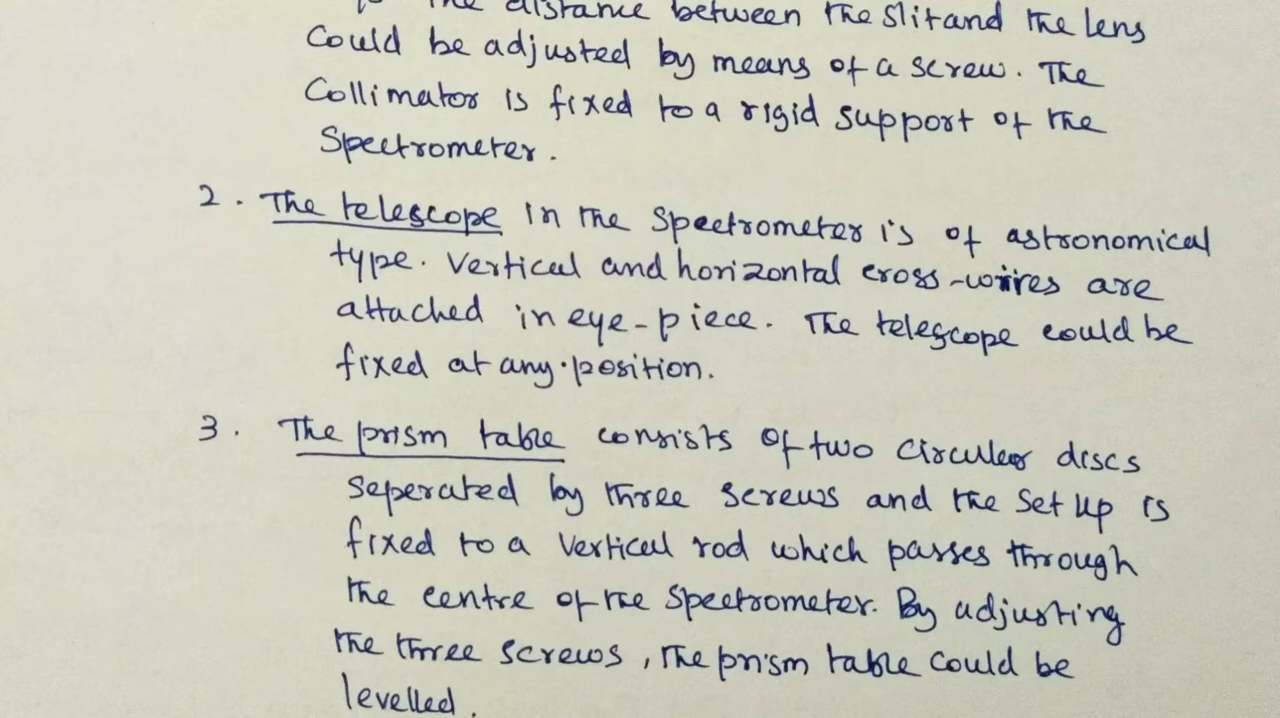 The distance between the slit and the lens
could be adjusted by means of a screw. The
Collimator is fixed to a rigid support of the
Spectrometer.
2. The telescope in the spectrometer is of astronomical
type. Vertical and horizontal cross-wires are
attached in eye-piece. The telescope could be
fixed at any position.
3. The prism table consists of two circular discs
seperated by three screws and the set up is
fixed to a vertical rod which passes through
the centre of the spectrometer. By adjusting
the three screws, the prism table could be
levelled.